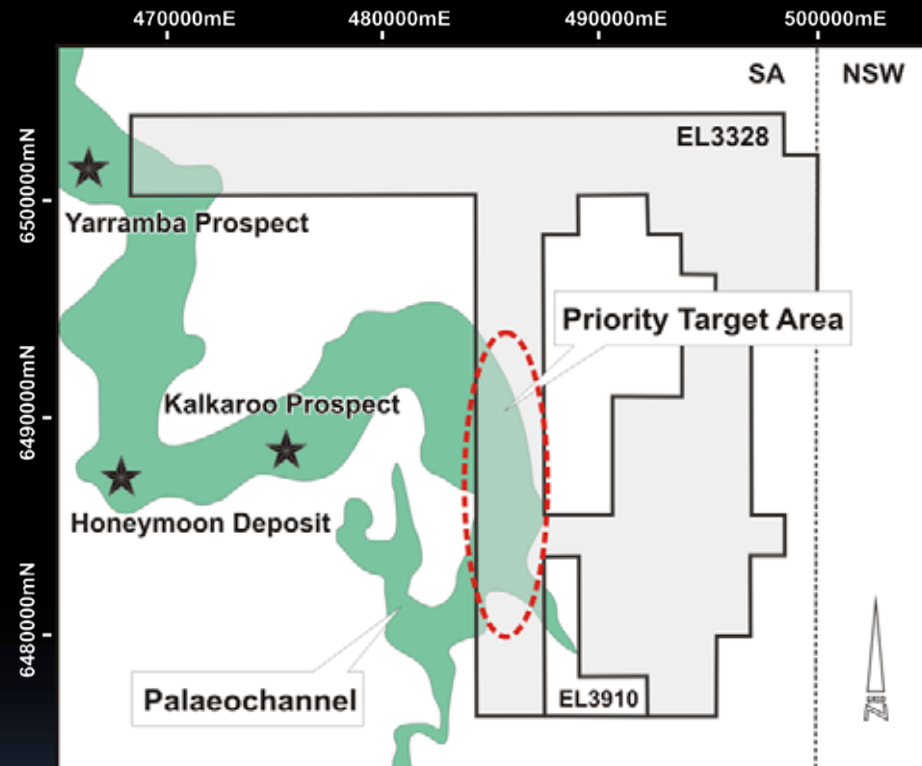 470000mE
480000mE
490000mE
500000mE
SA
NSW
EL3328
6500000mN
Yarramba Prospect
Priority Target Area
6490000mN
Kalkaroo Prospect
Honeymoon Deposit
6480000mN
Palaeochannel
EL3910
GRID
N